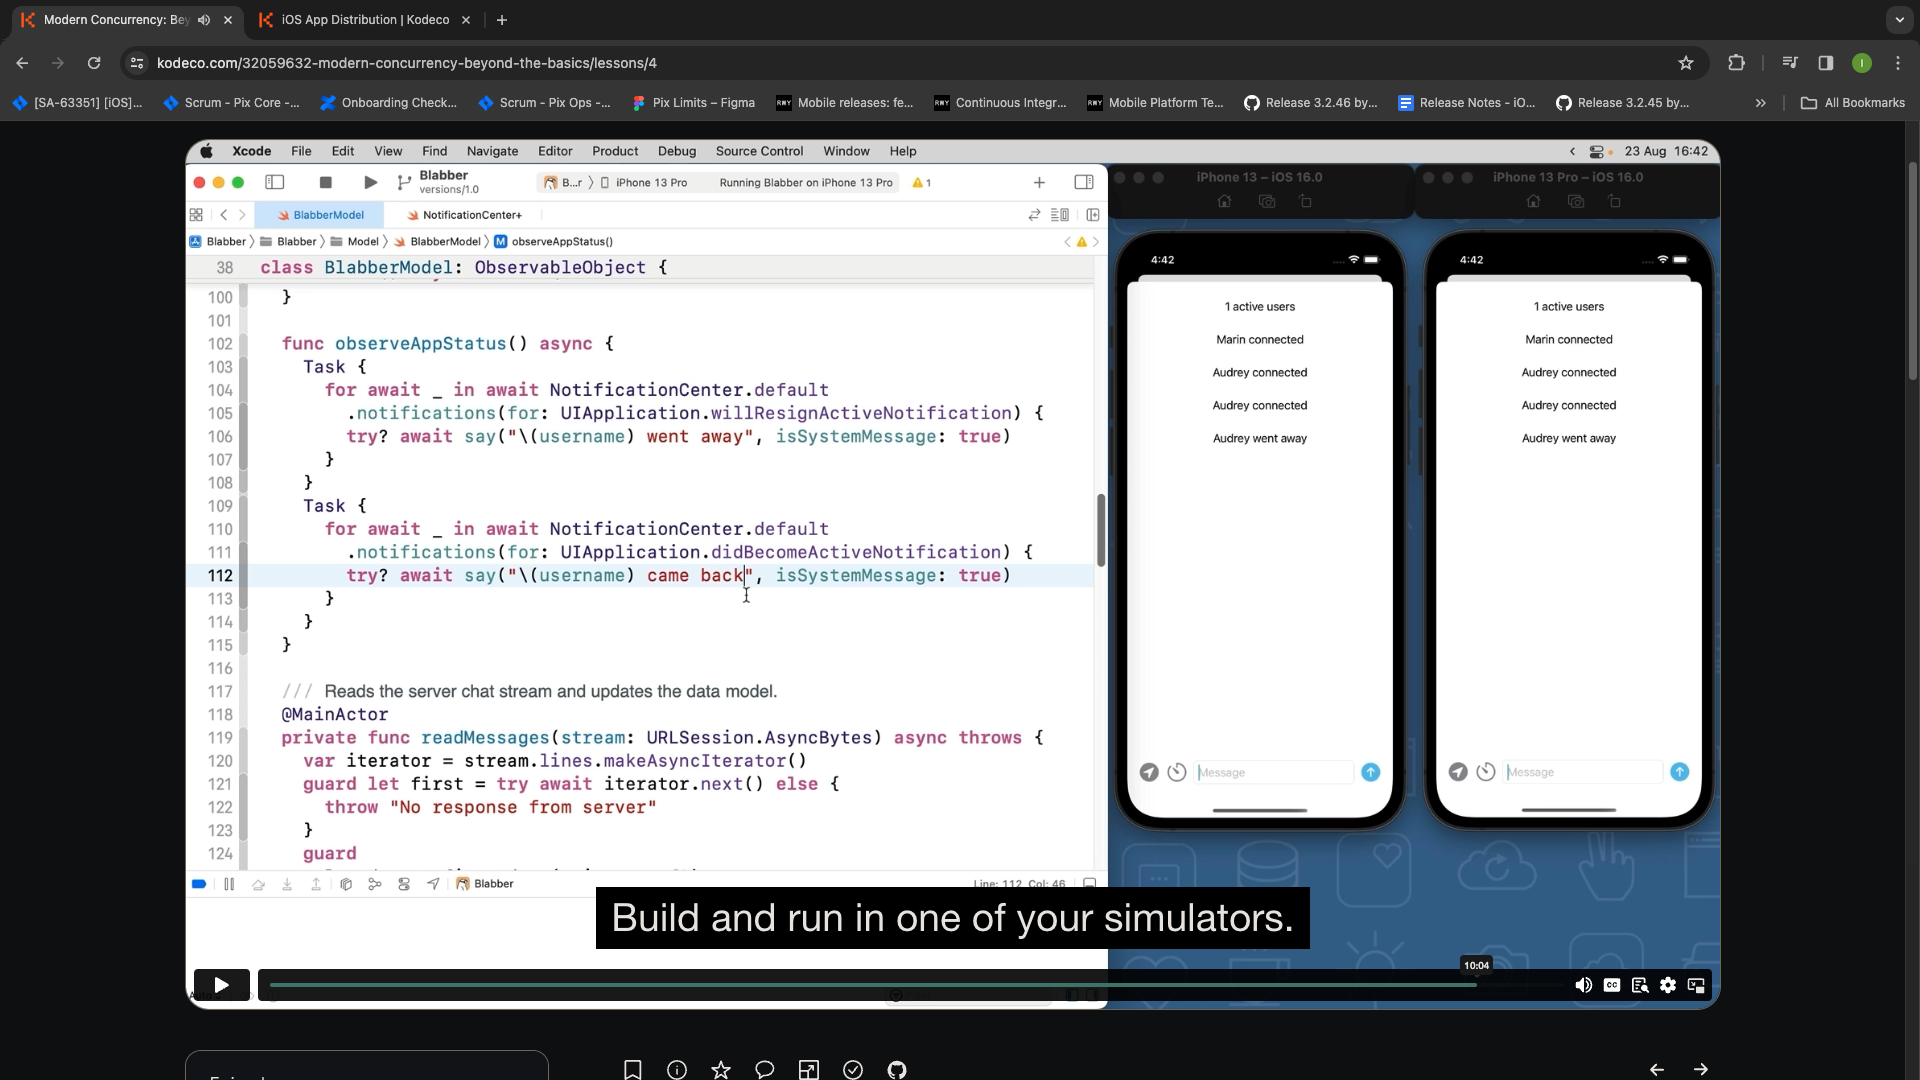 Modern Concurrency: Bey
iOS App Distribution | Kodeco
kodeco.com/32059632-modern-concurrency-beyond-the-basics/lessons/4
[SA-63351] [iOS]...
Scrum - Pix Core -...
Onboarding Check...
Scrum - Pix Ops -...
Pix Limits – Figma
Mobile releases: fe...
Continuous Integr...
Mobile Platform Te...
Release 3.2.46 by...
Release Notes - iO...
Release 3.2.45 by...
All Bookmarks
Xcode File Edit View Find Navigate Editor Product Debug Source Control Window Help
23 Aug 16:42
Blabber
versions/1.0
B...r
iPhone 13 Pro
Running Blabber on iPhone 13 Pro
1
BlabberModel
NotificationCenter+
Blabber
Blabber
Model
BlabberModel
M observeAppStatus()
38 class BlabberModel: ObservableObject {
100 }
101
102 func observeAppStatus() async {
103 Task {
104 for await _ in await NotificationCenter.default
105 .notifications(for: UIApplication.willResignActiveNotification) {
106 try? await say("\(username) went away", isSystemMessage: true)
107 }
108 }
109 Task {
110 for await _ in await NotificationCenter.default
111 .notifications(for: UIApplication.didBecomeActiveNotification) {
112 try? await say("\(username) came back", isSystemMessage: true)
113 }
114 }
115 }
116
117 /// Reads the server chat stream and updates the data model.
118 @MainActor
119 private func readMessages(stream: URLSession.AsyncBytes) async throws {
120 var iterator = stream.lines.makeAsyncIterator()
121 guard let first = try await iterator.next() else {
122 throw "No response from server"
123 }
124 guard
Blabber
Line: 112 Col: 46
iPhone 13 – iOS 16.0
4:42
1 active users
Marin connected
Audrey connected
Audrey connected
Audrey went away
Message
iPhone 13 Pro – iOS 16.0
4:42
1 active users
Marin connected
Audrey connected
Audrey connected
Audrey went away
Message
Build and run in one of your simulators.
10:04
CC